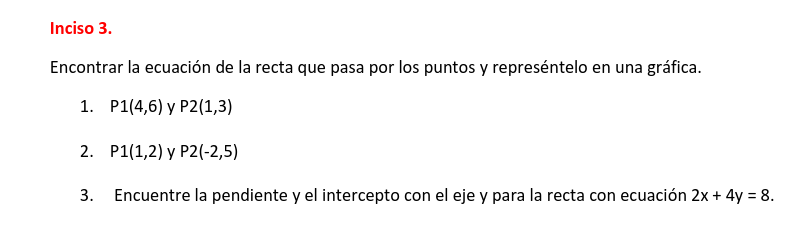 Inciso 3.
Encontrar la ecuación de la recta que pasa por los puntos y represéntelo en una gráfica.
1. P1(4,6) y P2(1,3)
2. P1(1,2) y P2(-2,5)
3. Encuentre la pendiente y el intercepto con el eje y para la recta con ecuación 2x + 4y = 8.